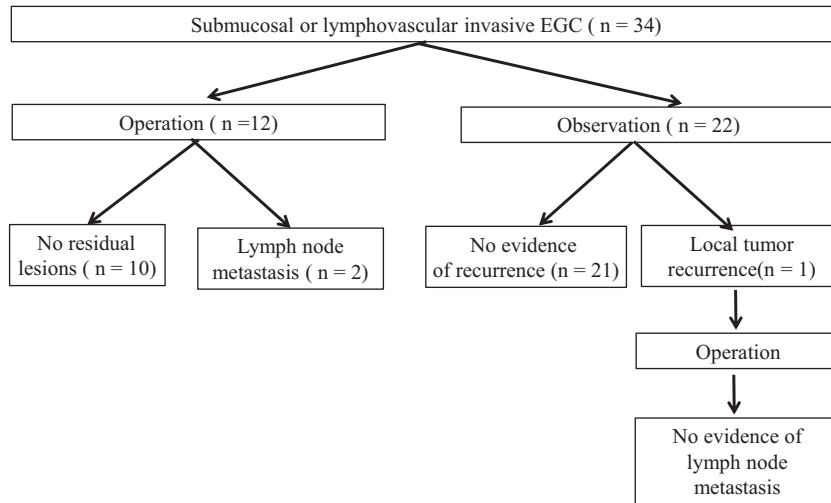 Submucosal or lymphovascular invasive EGC ( n = 34)
Operation ( n =12)
Observation ( n = 22)
No residual
lesions ( n = 10)
Lymph node
metastasis ( n = 2)
No evidence
of recurrence (n = 21)
Local tumor
recurrence(n = 1)
Operation
No evidence of
lymph node
metastasis